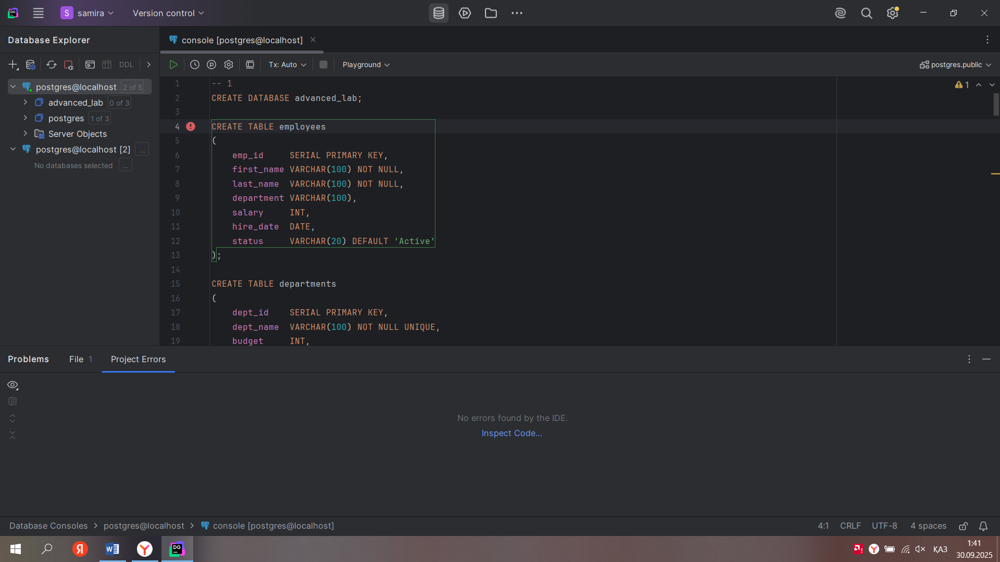 DG
S samira
Version control
Database Explorer
console [postgres@localhost]
DDL
Tx: Auto
Playground
postgres.public
postgres@localhost 2 of 5
advanced_lab 0 of 3
postgres 1 of 3
Server Objects
postgres@localhost [2] ...
No databases selected ...
1 -- 1
2 CREATE DATABASE advanced_lab;
3
4 CREATE TABLE employees
5 (
6 emp_id SERIAL PRIMARY KEY,
7 first_name VARCHAR(100) NOT NULL,
8 last_name VARCHAR(100) NOT NULL,
9 department VARCHAR(100),
10 salary INT,
11 hire_date DATE,
12 status VARCHAR(20) DEFAULT 'Active'
13 );
14
15 CREATE TABLE departments
16 (
17 dept_id SERIAL PRIMARY KEY,
18 dept_name VARCHAR(100) NOT NULL UNIQUE,
19 budget INT,
1
Problems File 1 Project Errors
No errors found by the IDE.
Inspect Code...
Database Consoles > postgres@localhost > console [postgres@localhost]
4:1 CRLF UTF-8 4 spaces
Я
W
Y
DG
ҚАЗ
1:41
30.09.2025